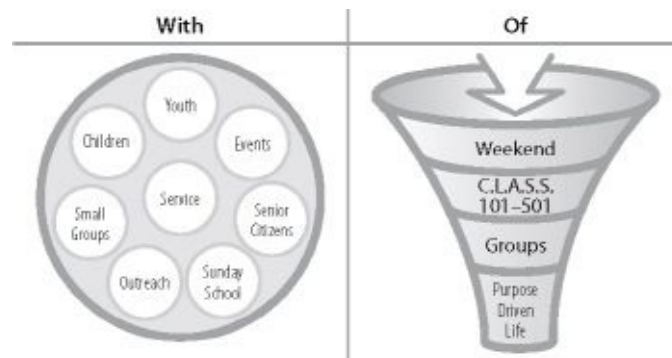 With
Of
Youth
Children
Events
Service
Small
Groups
Senior
Citizens
Outreach
Sunday
School
Weekend
C.L.A.S.S.
101–501
Groups
Purpose
Driven
Life